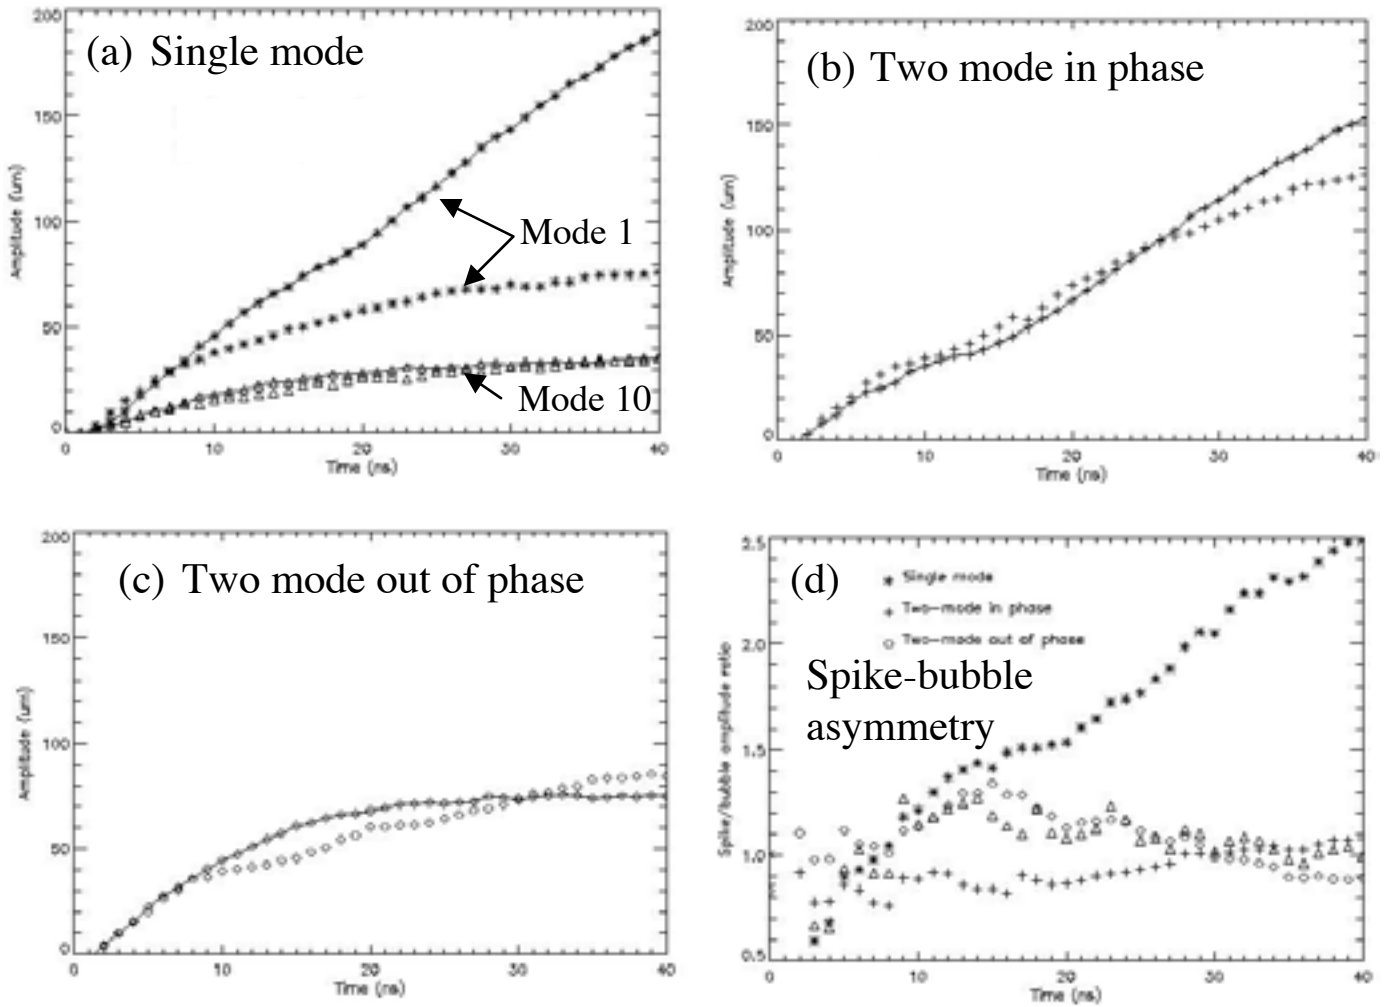 (a) Single mode
200
150
100
50
0
Amplitude (um)
Mode 1
Mode 10
0 10 20 30 40
Time (ns)
(b) Two mode in phase
200
150
100
50
0
Amplitude (um)
0 10 20 30 40
Time (ns)
(c) Two mode out of phase
200
150
100
50
0
Amplitude (um)
0 10 20 30 40
Time (ns)
(d)
2.5
2.0
1.5
1.0
0.5
Spike/bubble amplitude ratio
Single mode
Two-mode in phase
Two-mode out of phase
Spike-bubble
asymmetry
0 10 20 30 40
Time (ns)